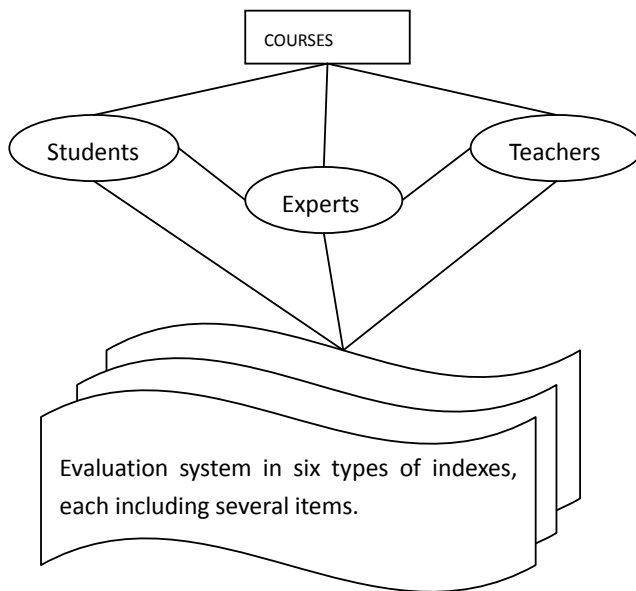 COURSES
Students
Teachers
Experts
Evaluation system in six types of indexes,
each including several items.